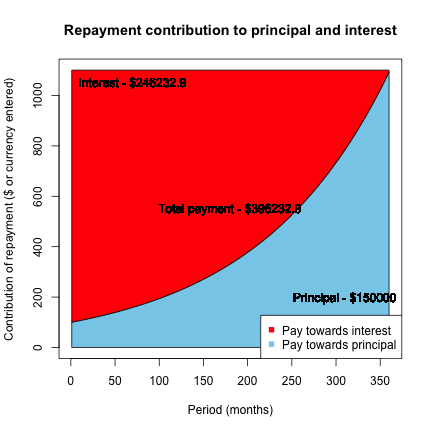 Repayment contribution to principal and interest
Contribution of repayment ($ or currency entered)
1000
800
600
400
200
0
Interest - $246232.9
Total payment - $396232.9
Principal - $150000
Pay towards interest
Pay towards principal
0 50 100 150 200 250 300 350
Period (months)